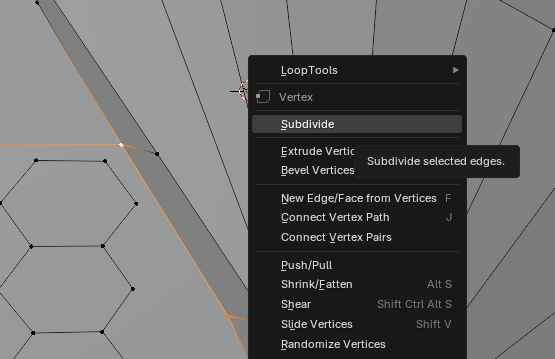 LoopTools
Vertex
Subdivide
Extrude Vertic
Subdivide selected edges.
Bevel Vertices
New Edge/Face from Vertices F
Connect Vertex Path J
Connect Vertex Pairs
Push/Pull
Shrink/Fatten Alt S
Shear Shift Ctrl Alt S
Slide Vertices Shift V
Randomize Vertices